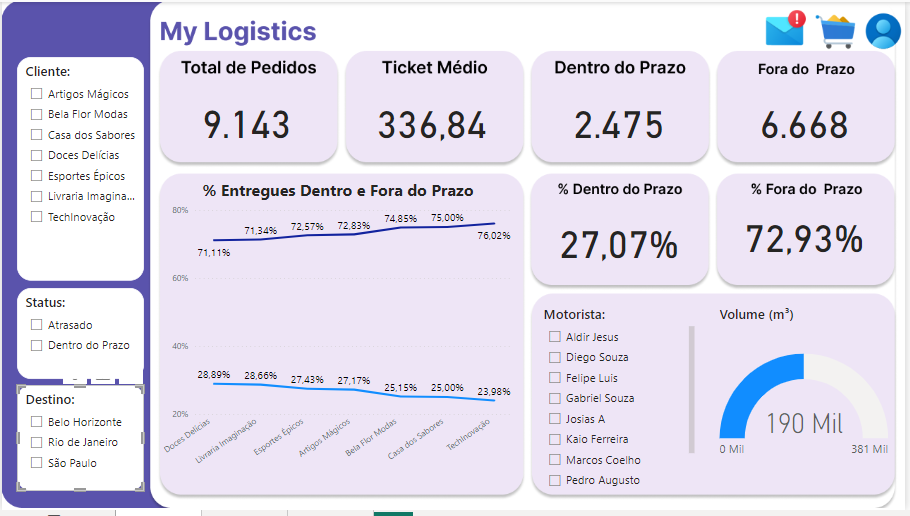 My Logistics
!
Cliente:
Artigos Mágicos
Bela Flor Modas
Casa dos Sabores
Doces Delícias
Esportes Épicos
Livraria Imagina...
TechInovação
Status:
Atrasado
Dentro do Prazo
Destino:
Belo Horizonte
Rio de Janeiro
São Paulo
Total de Pedidos
9.143
Ticket Médio
336,84
Dentro do Prazo
2.475
Fora do Prazo
6.668
% Entregues Dentro e Fora do Prazo
80%
60%
40%
20%
71,11%
71,34%
72,57%
72,83%
74,85%
75,00%
76,02%
28,89%
28,66%
27,43%
27,17%
25,15%
25,00%
23,98%
Doces Delícias
Livraria Imaginação
Esportes Épicos
Artigos Mágicos
Bela Flor Modas
Casa dos Sabores
TechInovação
% Dentro do Prazo
27,07%
% Fora do Prazo
72,93%
Motorista:
Aldir Jesus
Diego Souza
Felipe Luis
Gabriel Souza
Josias A
Kaio Ferreira
Marcos Coelho
Pedro Augusto
Volume (m³)
190 Mil
0 Mil
381 Mil